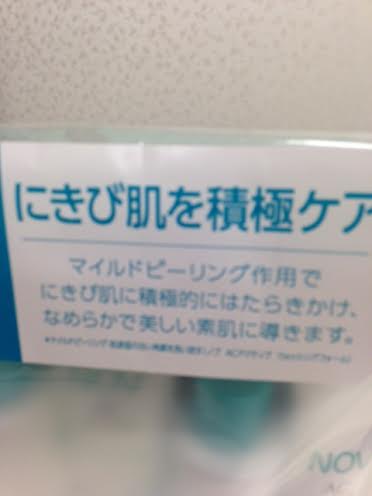 にきび肌を積極ケア
マイルドピーリング作用で
にきび肌に積極的にはたらきかけ、
なめらかで美しい素肌に導きます。
NOV